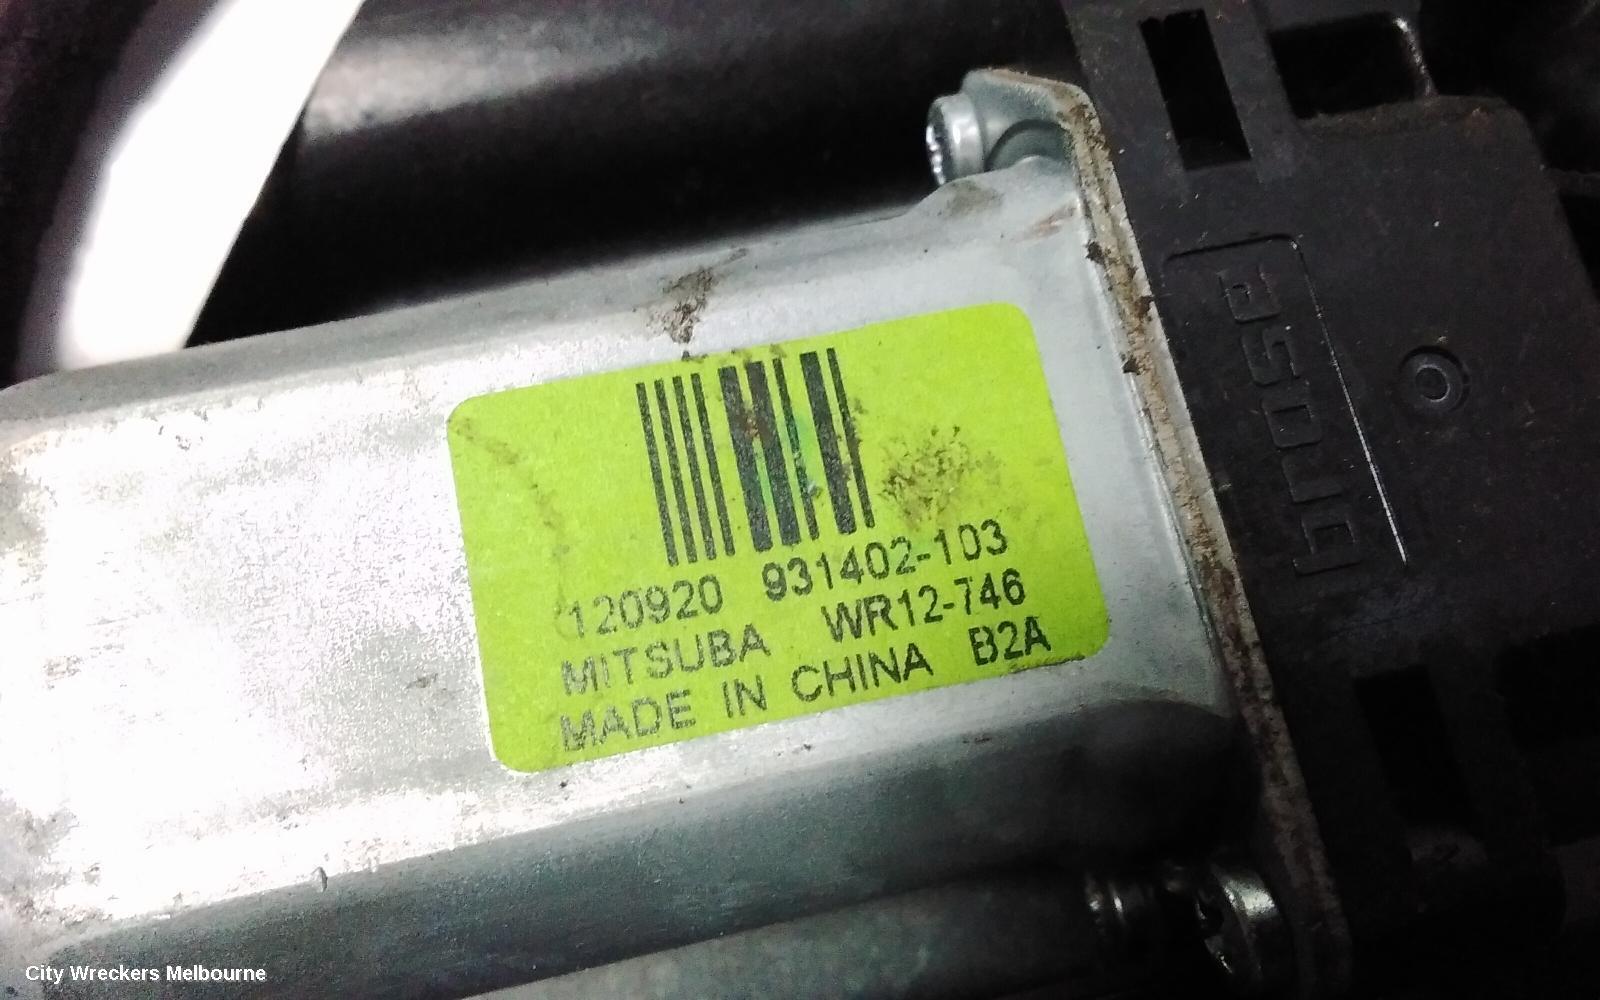 brose
120920 931402-103
MITSUBA WR12-746
MADE IN CHINA B2A
City Wreckers Melbourne